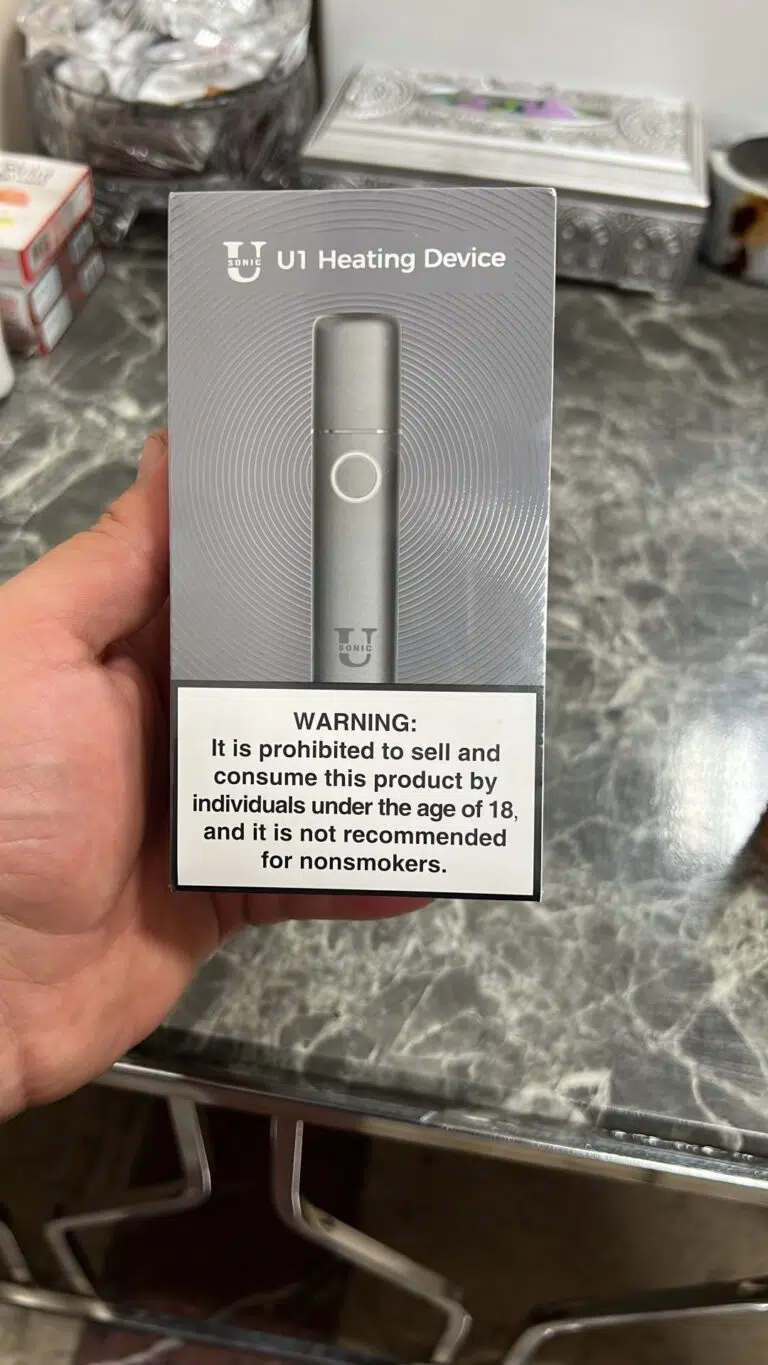 U SONIC U1 Heating Device
U SONIC
WARNING:
It is prohibited to sell and
consume this product by
individuals under the age of 18,
and it is not recommended
for nonsmokers.